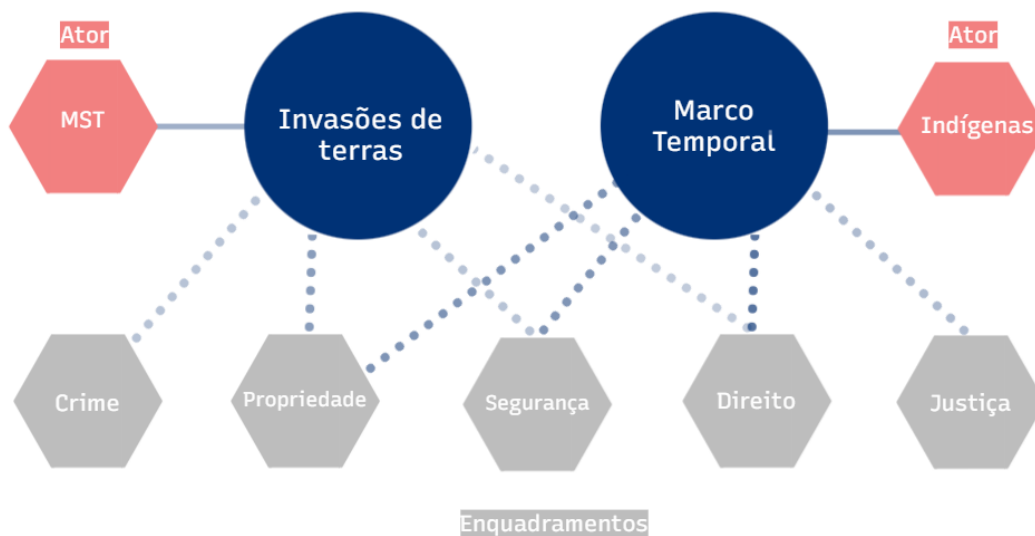 Ator
Ator
MST
Invasões de
terras
Marco
Temporal
Indígenas
Crime
Propriedade
Segurança
Direito
Justiça
Enquadramentos